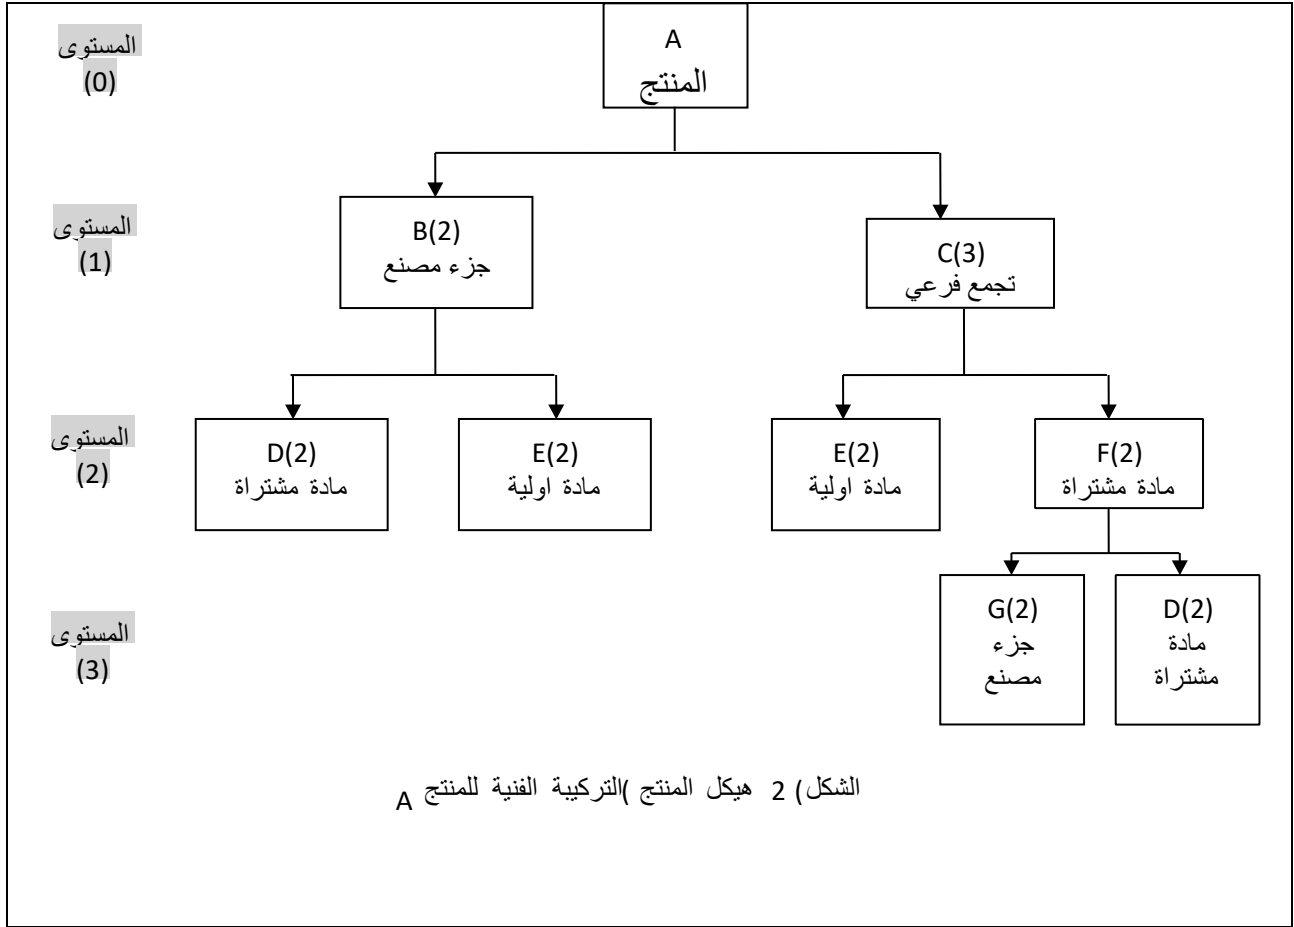 المستوى
(0)
A
المنتج
المستوى
(1)
B(2)
جزء مصنع
C(3)
تجمع فرعي
المستوى
(2)
D(2)
مادة مشتراة
E(2)
مادة اولية
E(2)
مادة اولية
F(2)
مادة مشتراة
المستوى
(3)
G(2)
جزء
مصنع
D(2)
مادة
مشتراة
الشكل) 2 هيكل المنتج )التركيبة الفنية للمنتج A